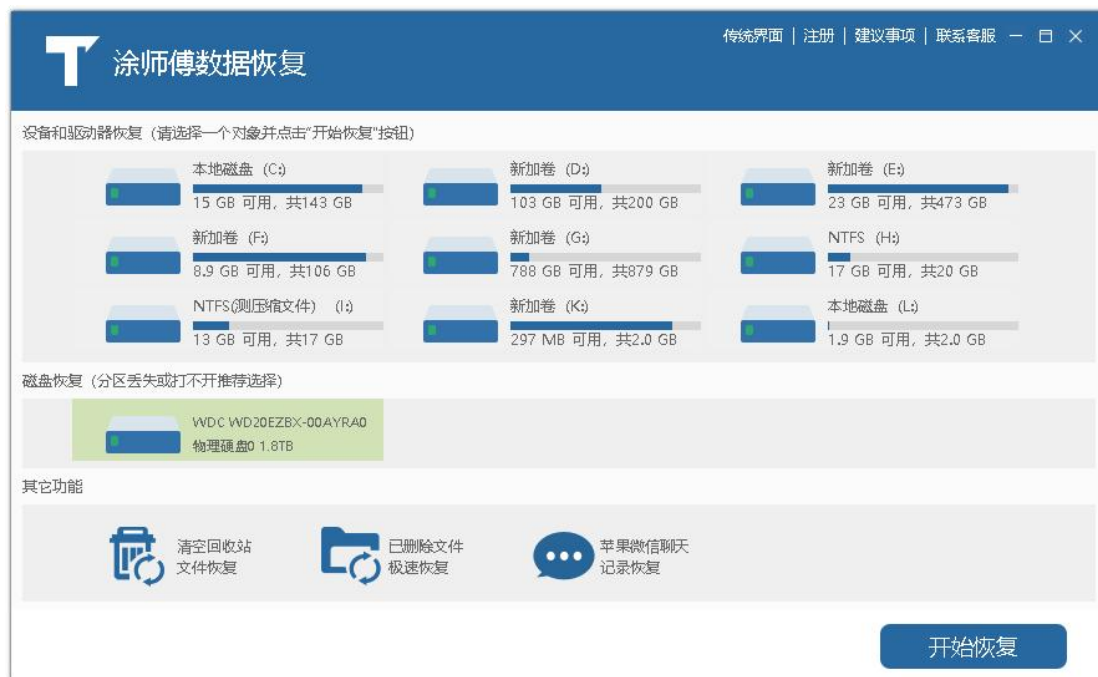 传统界面 | 注册 | 建议事项 | 联系客服
涂师傅数据恢复
设备和驱动器恢复（请选择一个对象并点击“开始恢复”按钮）
本地磁盘 (C:)
15 GB 可用, 共143 GB
新加卷 (D:)
103 GB 可用, 共200 GB
新加卷 (E:)
23 GB 可用, 共473 GB
新加卷 (F:)
8.9 GB 可用, 共106 GB
新加卷 (G:)
788 GB 可用, 共879 GB
NTFS (H:)
17 GB 可用, 共20 GB
NTFS(测压缩文件) (I:)
13 GB 可用, 共17 GB
新加卷 (K:)
297 MB 可用, 共2.0 GB
本地磁盘 (L:)
1.9 GB 可用, 共2.0 GB
磁盘恢复（分区丢失或打不开推荐选择）
WDC WD20EZBX-00AYRA0
物理硬盘0 1.8TB
其它功能
清空回收站
文件恢复
已删除文件
极速恢复
苹果微信聊天
记录恢复
开始恢复